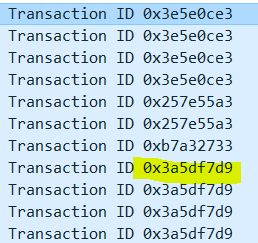 Transaction ID 0x3e5e0ce3
Transaction ID 0x3e5e0ce3
Transaction ID 0x3e5e0ce3
Transaction ID 0x3e5e0ce3
Transaction ID 0x257e55a3
Transaction ID 0x257e55a3
Transaction ID 0xb7a32733
Transaction ID 0x3a5df7d9
Transaction ID 0x3a5df7d9
Transaction ID 0x3a5df7d9
Transaction ID 0x3a5df7d9